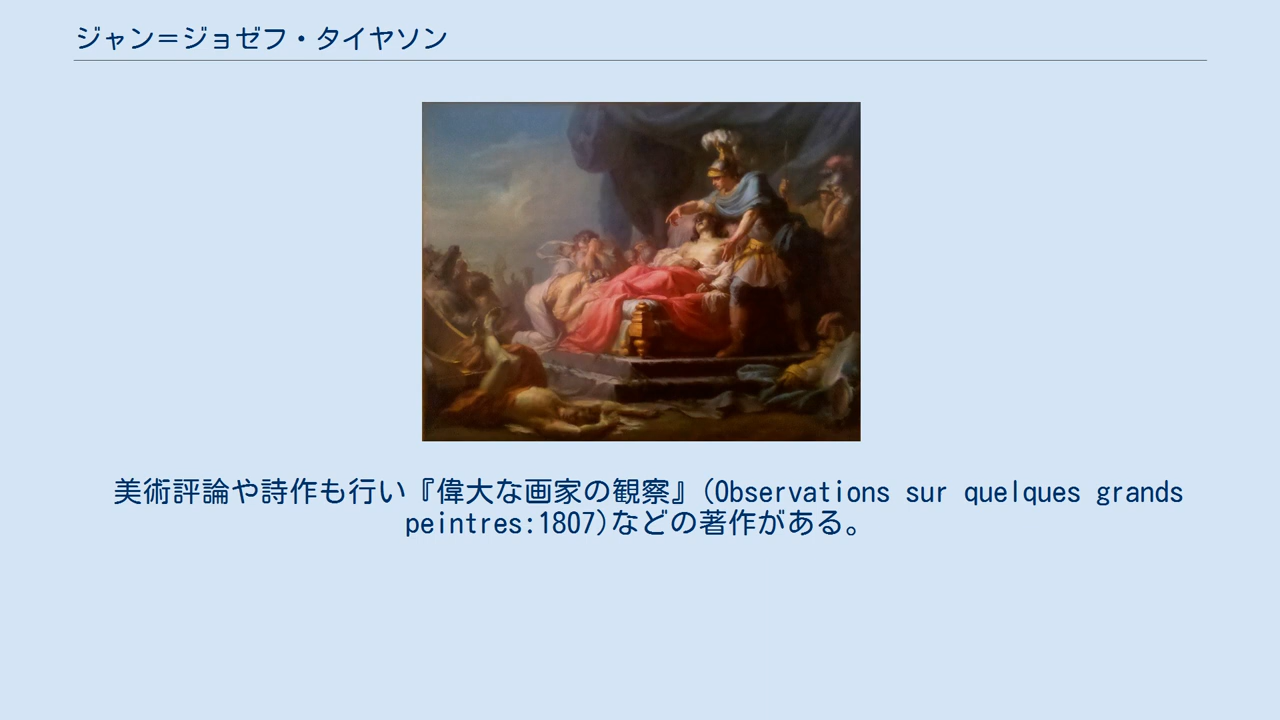 ジャン＝ジョゼフ・タイヤソン
美術評論や詩作も行い『偉大な画家の観察』(Observations sur quelques grands
peintres:1807)などの著作がある。